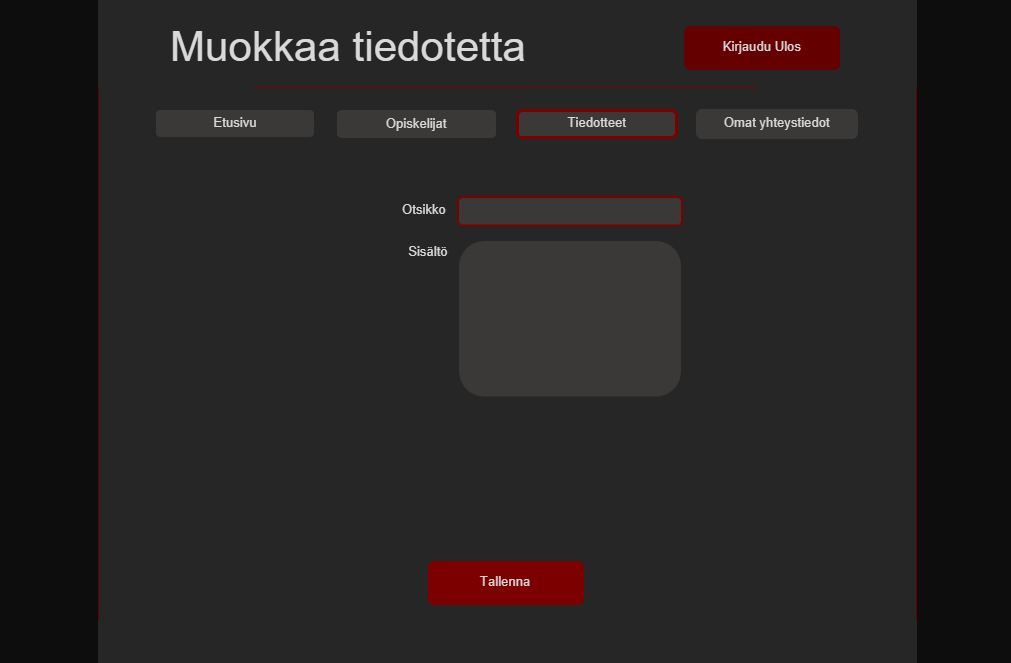 Muokkaa tiedotetta
Kirjaudu Ulos
Etusivu
Opiskelijat
Tiedotteet
Omat yhteystiedot
Otsikko
Sisältö
Tallenna